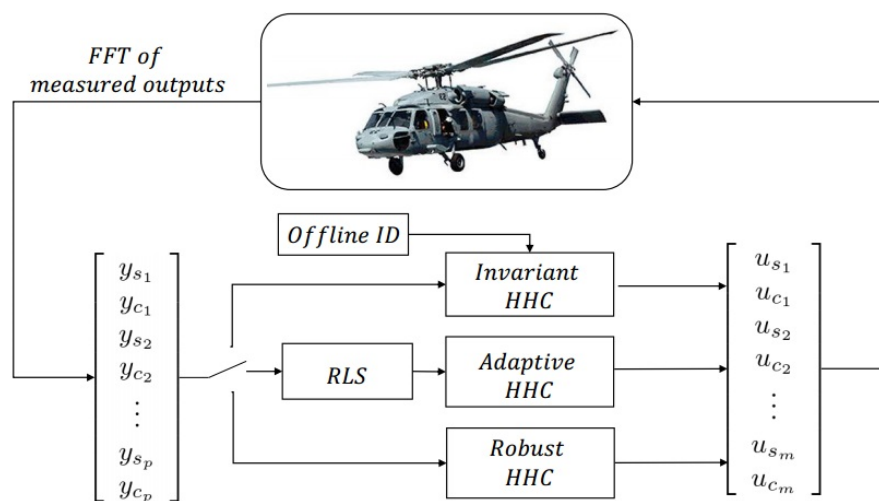 FFT of
measured outputs
Offline ID
y_{s_1}
y_{c_1}
y_{s_2}
y_{c_2}
⋮
y_{s_p}
y_{c_p}
Invariant
HHC
RLS
Adaptive
HHC
Robust
HHC
u_{s_1}
u_{c_1}
u_{s_2}
u_{c_2}
⋮
u_{s_m}
u_{c_m}